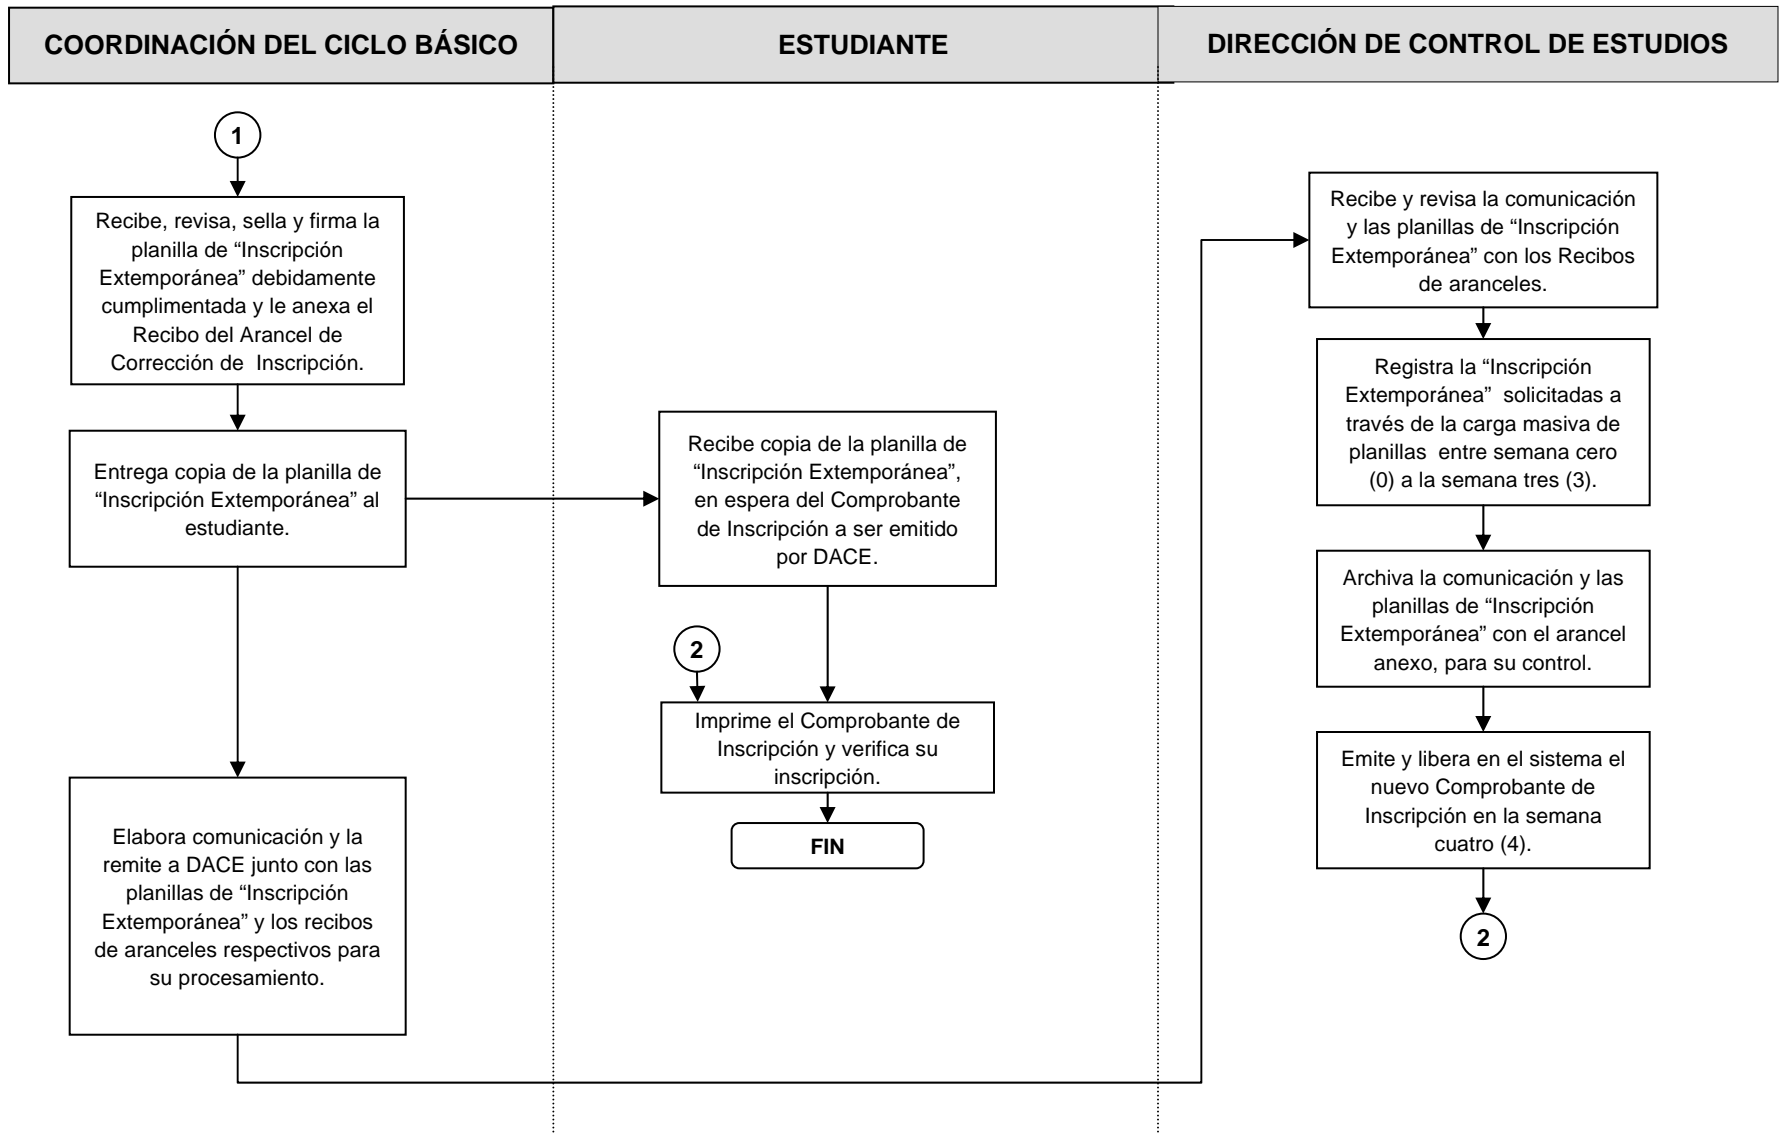 COORDINACIÓN DEL CICLO BÁSICO
ESTUDIANTE
DIRECCIÓN DE CONTROL DE ESTUDIOS
1
Recibe, revisa, sella y firma la
planilla de “Inscripción
Extemporánea” debidamente
cumplimentada y le anexa el
Recibo del Arancel de
Corrección de Inscripción.
Entrega copia de la planilla de
“Inscripción Extemporánea” al
estudiante.
Elabora comunicación y la
remite a DACE junto con las
planillas de “Inscripción
Extemporánea” y los recibos
de aranceles respectivos para
su procesamiento.
Recibe copia de la planilla de
“Inscripción Extemporánea”,
en espera del Comprobante
de Inscripción a ser emitido
por DACE.
2
Imprime el Comprobante de
Inscripción y verifica su
inscripción.
FIN
Recibe y revisa la comunicación
y las planillas de “Inscripción
Extemporánea” con los Recibos
de aranceles.
Registra la “Inscripción
Extemporánea” solicitadas a
través de la carga masiva de
planillas entre semana cero
(0) a la semana tres (3).
Archiva la comunicación y las
planillas de “Inscripción
Extemporánea” con el arancel
anexo, para su control.
Emite y libera en el sistema el
nuevo Comprobante de
Inscripción en la semana
cuatro (4).
2